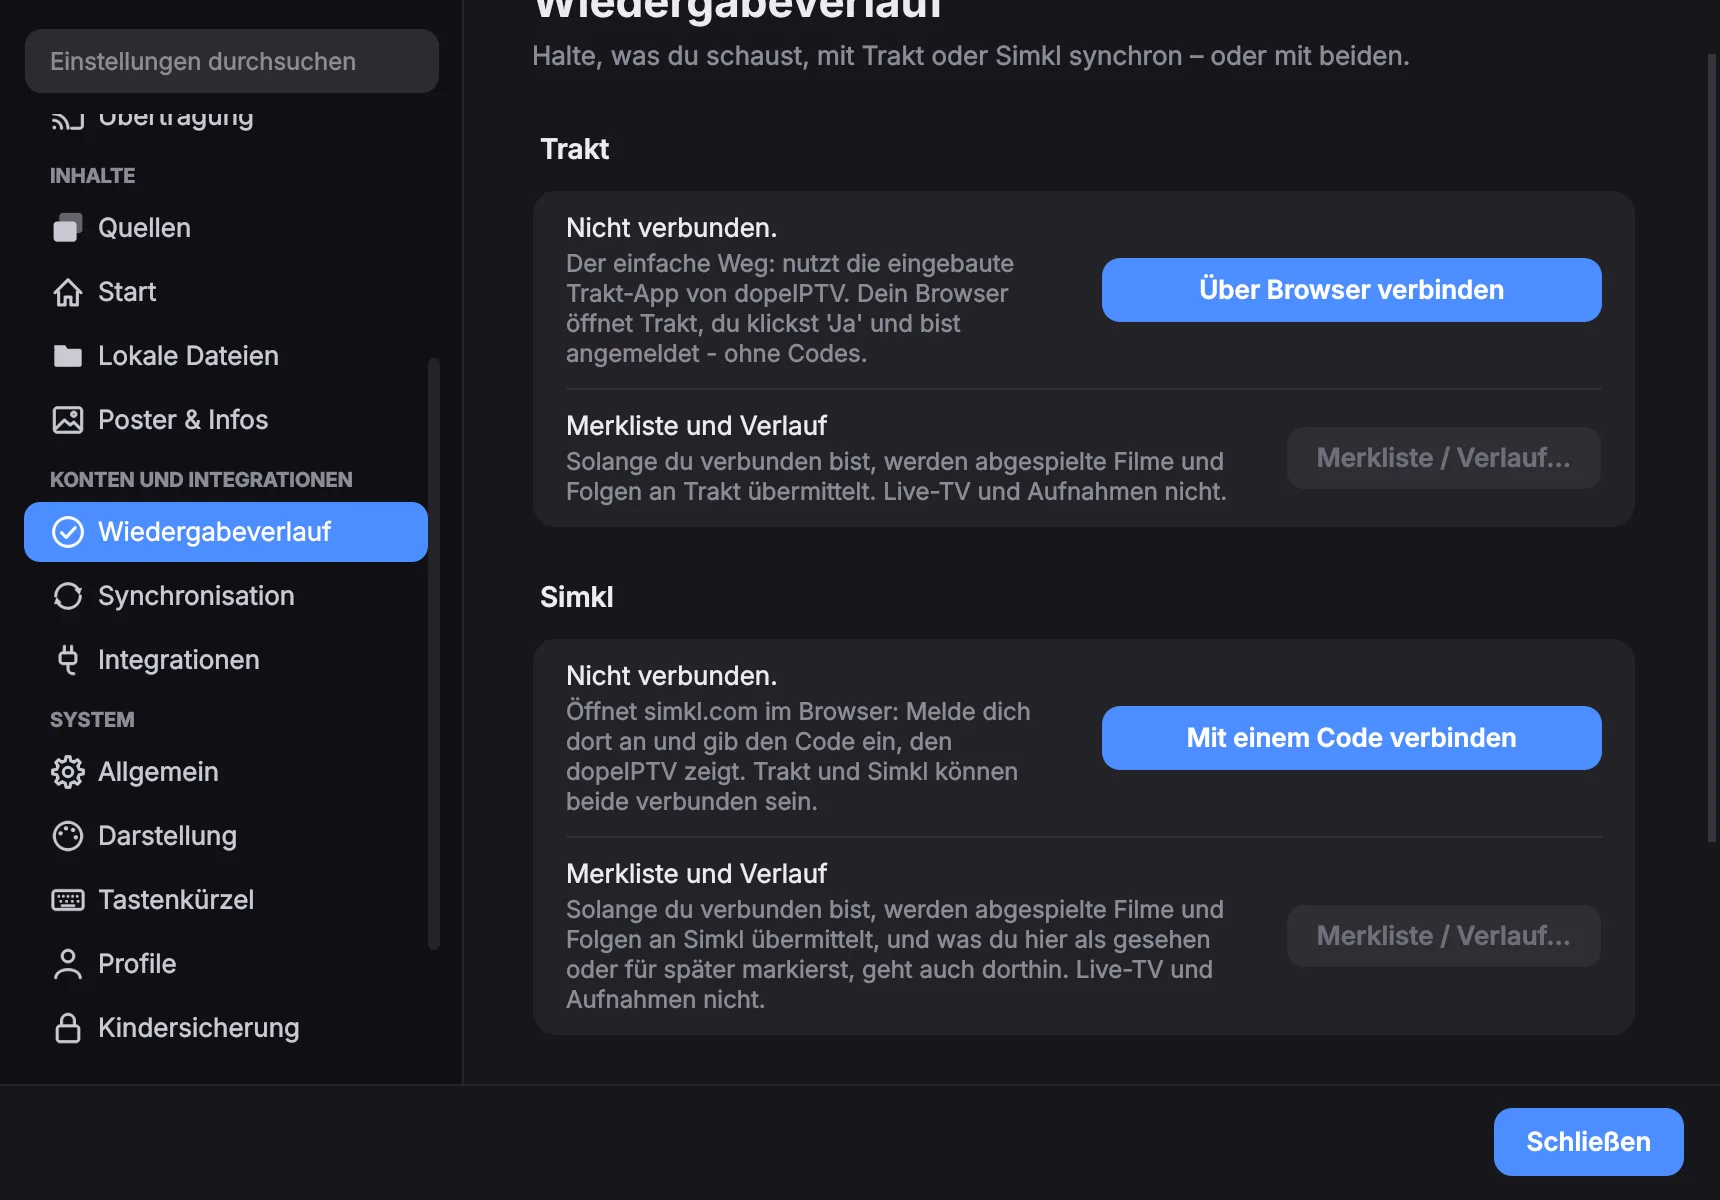 Einstellungen durchsuchen
Übertragung
INHALTE
Quellen
Start
Lokale Dateien
Poster & Infos
KONTEN UND INTEGRATIONEN
Wiedergabeverlauf
Synchronisation
Integrationen
SYSTEM
Allgemein
Darstellung
Tastenkürzel
Profile
Kindersicherung
Wiedergabeverlauf
Halte, was du schaust, mit Trakt oder Simkl synchron – oder mit beiden.
Trakt
Nicht verbunden.
Der einfache Weg: nutzt die eingebaute
Trakt-App von dopeIPTV. Dein Browser
öffnet Trakt, du klickst 'Ja' und bist
angemeldet - ohne Codes.
Über Browser verbinden
Merkliste und Verlauf
Solange du verbunden bist, werden abgespielte Filme und
Folgen an Trakt übermittelt. Live-TV und Aufnahmen nicht.
Merkliste / Verlauf...
Simkl
Nicht verbunden.
Öffnet simkl.com im Browser: Melde dich
dort an und gib den Code ein, den
dopeIPTV zeigt. Trakt und Simkl können
beide verbunden sein.
Mit einem Code verbinden
Merkliste und Verlauf
Solange du verbunden bist, werden abgespielte Filme und
Folgen an Simkl übermittelt, und was du hier als gesehen
oder für später markierst, geht auch dorthin. Live-TV und
Aufnahmen nicht.
Merkliste / Verlauf...
Schließen